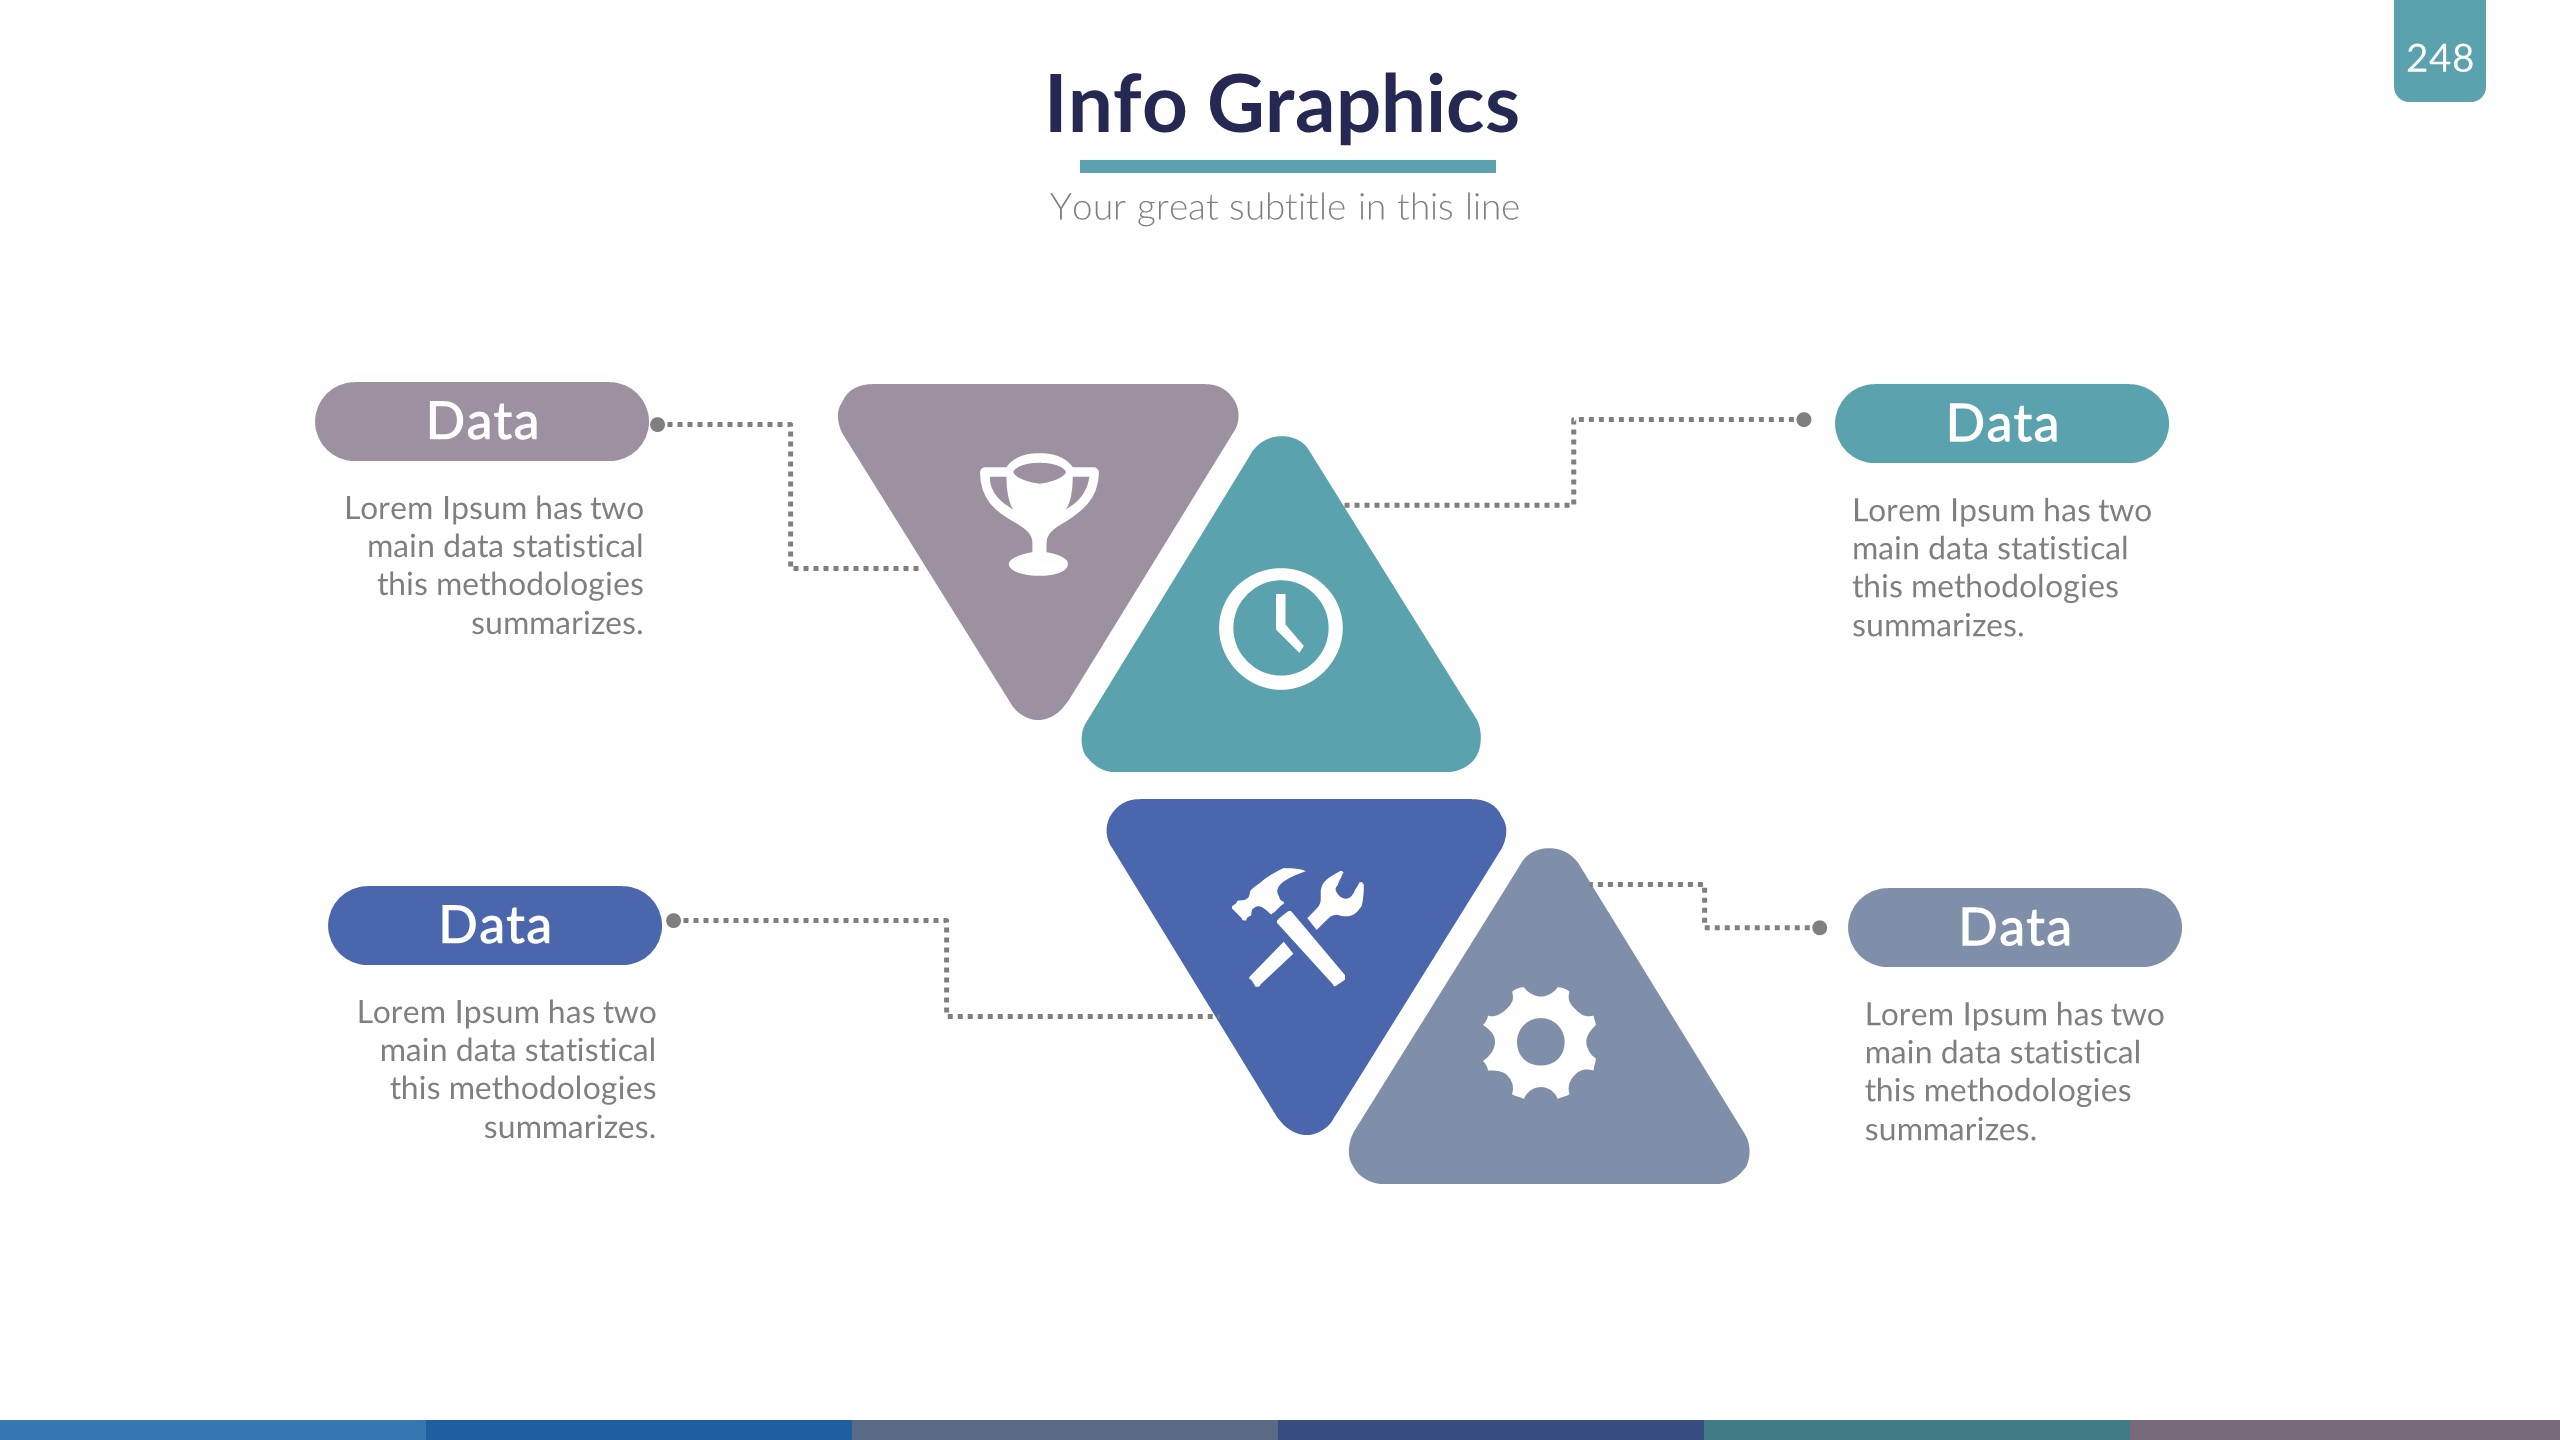 248
Info Graphics
Your great subtitle in this line
Data
Lorem Ipsum has two
main data statistical
this methodologies
summarizes.
Data
Lorem Ipsum has two
main data statistical
this methodologies
summarizes.
Data
Lorem Ipsum has two
main data statistical
this methodologies
summarizes.
Data
Lorem Ipsum has two
main data statistical
this methodologies
summarizes.